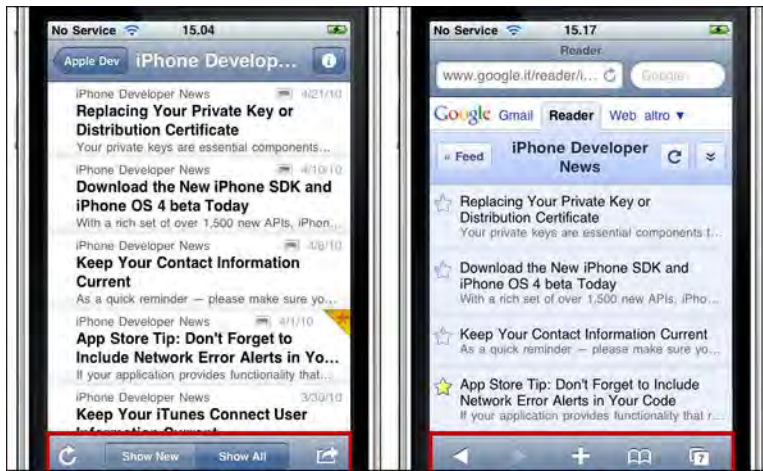 No Service 15.04
Apple Dev iPhone Develop...
iPhone Developer News 4/21/10
Replacing Your Private Key or
Distribution Certificate
Your private keys are essential components...
iPhone Developer News 4/10/10
Download the New iPhone SDK and
iPhone OS 4 beta Today
With a rich set of over 1,500 new APIs, iPhon...
iPhone Developer News 4/8/10
Keep Your Contact Information
Current
As a quick reminder — please make sure yo...
iPhone Developer News 4/1/10
App Store Tip: Don't Forget to
Include Network Error Alerts in Yo...
If your application provides functionality that...
iPhone Developer News 3/30/10
Keep Your iTunes Connect User
Information Current
Show New Show All
No Service 15.17
Reader
www.google.it/reader/i... Google
Google Gmail Reader Web altro ▼
« Feed iPhone Developer
News
Replacing Your Private Key or
Distribution Certificate
Your private keys are essential components t...
Download the New iPhone SDK and
iPhone OS 4 beta Today
With a rich set of over 1,500 new APIs, iPho...
Keep Your Contact Information Current
As a quick reminder — please make sure yo...
App Store Tip: Don't Forget to Include
Network Error Alerts in Your Code
If your application provides functionality that r...
7